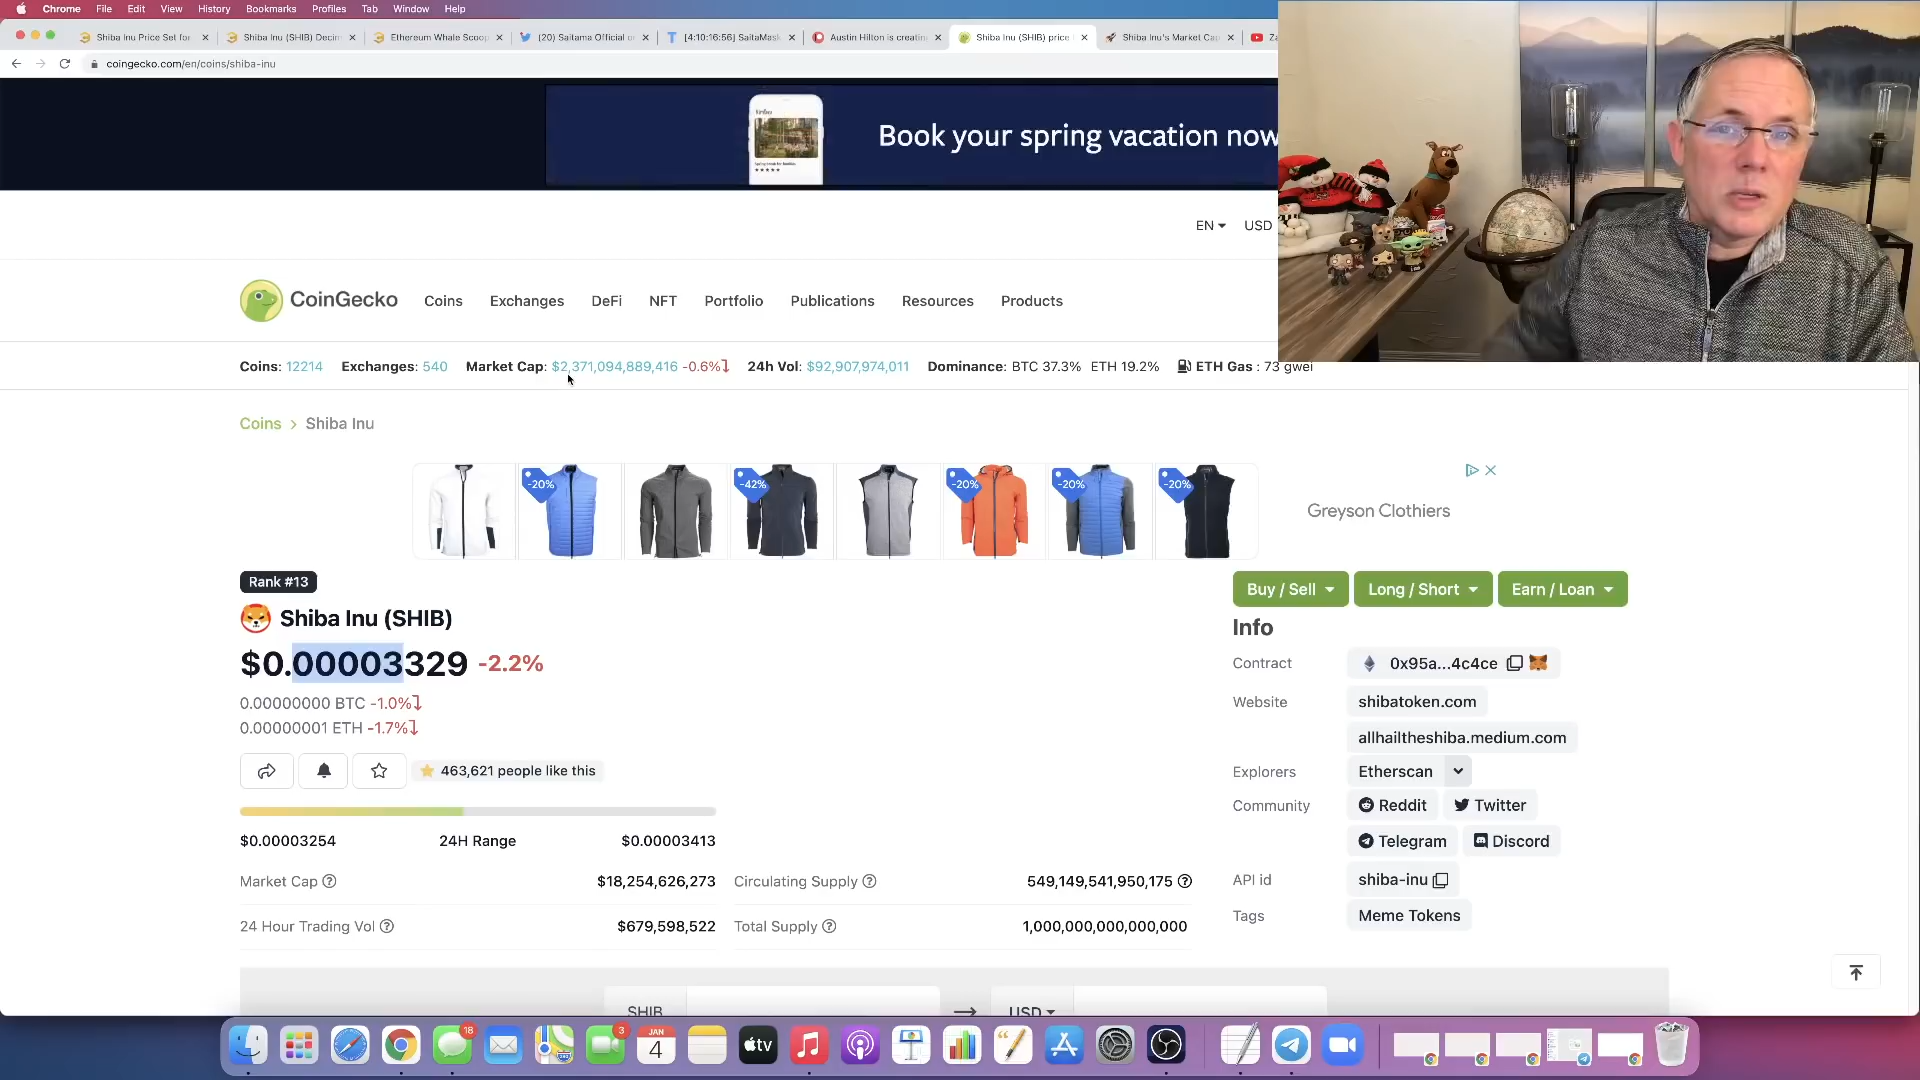 Chrome File Edit View History Bookmarks Profiles Tab Window Help
Shiba Inu Price Set for
Shiba Inu (SHIB) Decim
Ethereum Whale Scoop
(20) Saitama Official on
[4:10:16:56] SaitaMask
Austin Hilton is creatin
Shiba Inu (SHIB) price
Shiba Inu's Market Ca
Za
coingecko.com/en/coins/shiba-inu
Book your spring vacation now
EN USD
CoinGecko Coins Exchanges DeFi NFT Portfolio Publications Resources Products
Coins: 12214 Exchanges: 540 Market Cap: $2,371,094,889,416 -0.6% 24h Vol: $92,907,974,011 Dominance: BTC 37.3% ETH 19.2% ETH Gas : 73 gwei
Coins > Shiba Inu
-20%
-42%
-20%
-20%
-20%
Greyson Clothiers
Rank #13
Shiba Inu (SHIB)
$0.00003329 -2.2%
0.00000000 BTC -1.0%
0.00000001 ETH -1.7%
463,621 people like this
$0.00003254 24H Range $0.00003413
Market Cap $18,254,626,273 Circulating Supply 549,149,541,950,175
24 Hour Trading Vol $679,598,522 Total Supply 1,000,000,000,000,000
SHIB USD
Buy / Sell Long / Short Earn / Loan
Info
Contract 0x95a...4c4ce
Website shibatoken.com
allhailtheshiba.medium.com
Explorers Etherscan
Community Reddit Twitter
Telegram Discord
API id shiba-inu
Tags Meme Tokens
18
3
JAN
4
tv